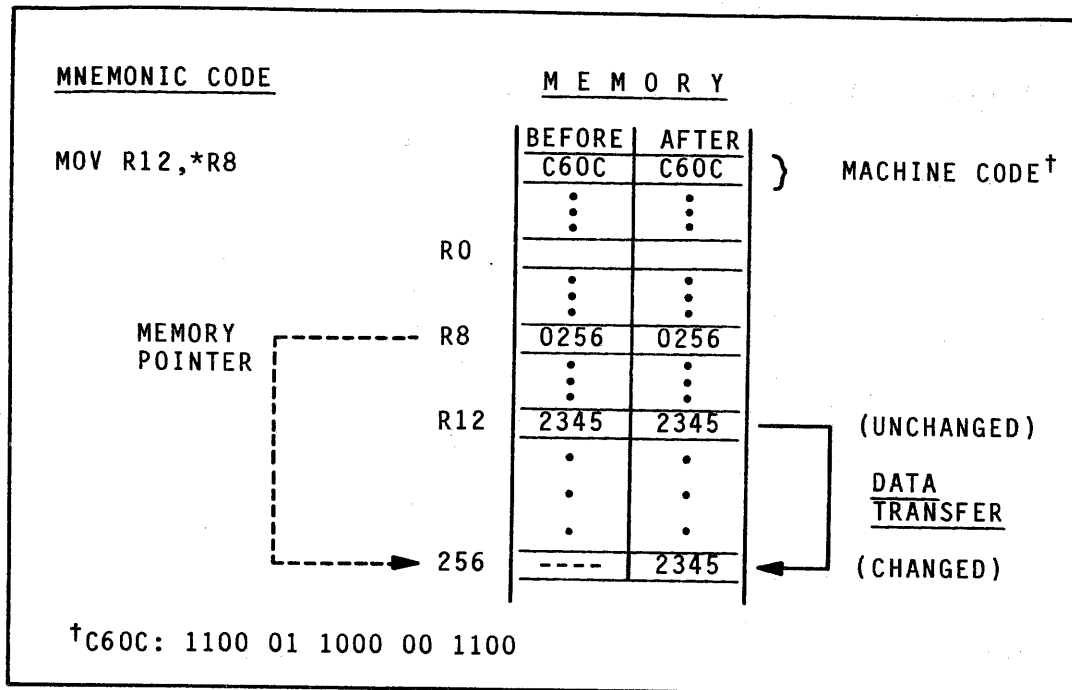 MNEMONIC CODE
M E M O R Y
BEFORE AFTER
MOV R12,*R8
C60C C60C } MACHINE CODE†
R0
MEMORY POINTER
R8 0256 0256
R12 2345 2345 (UNCHANGED)
DATA
TRANSFER
256 ---- 2345 (CHANGED)
†C60C: 1100 01 1000 00 1100